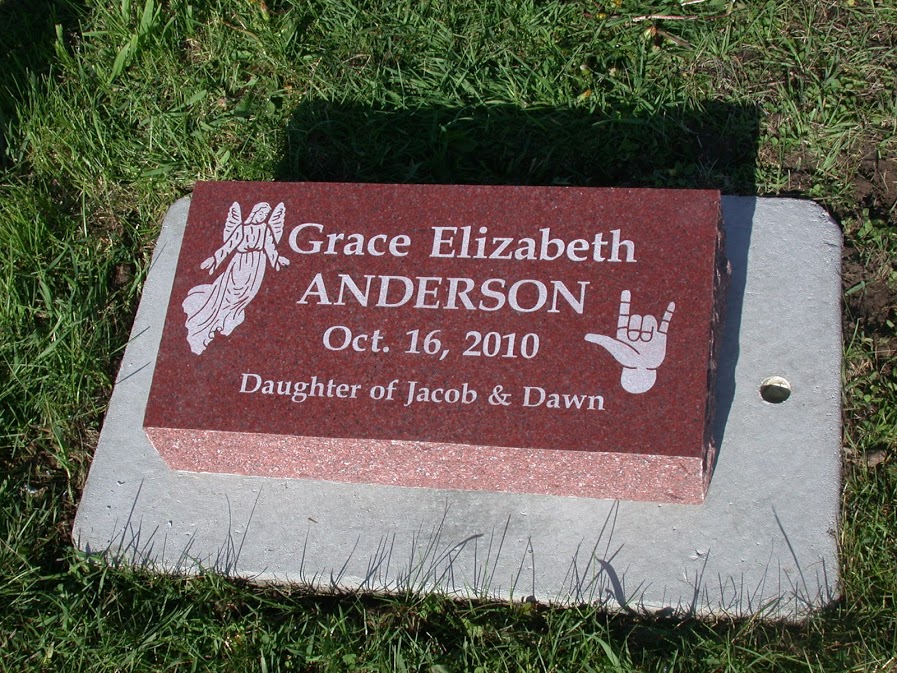 Grace Elizabeth
ANDERSON
Oct. 16, 2010
Daughter of Jacob & Dawn